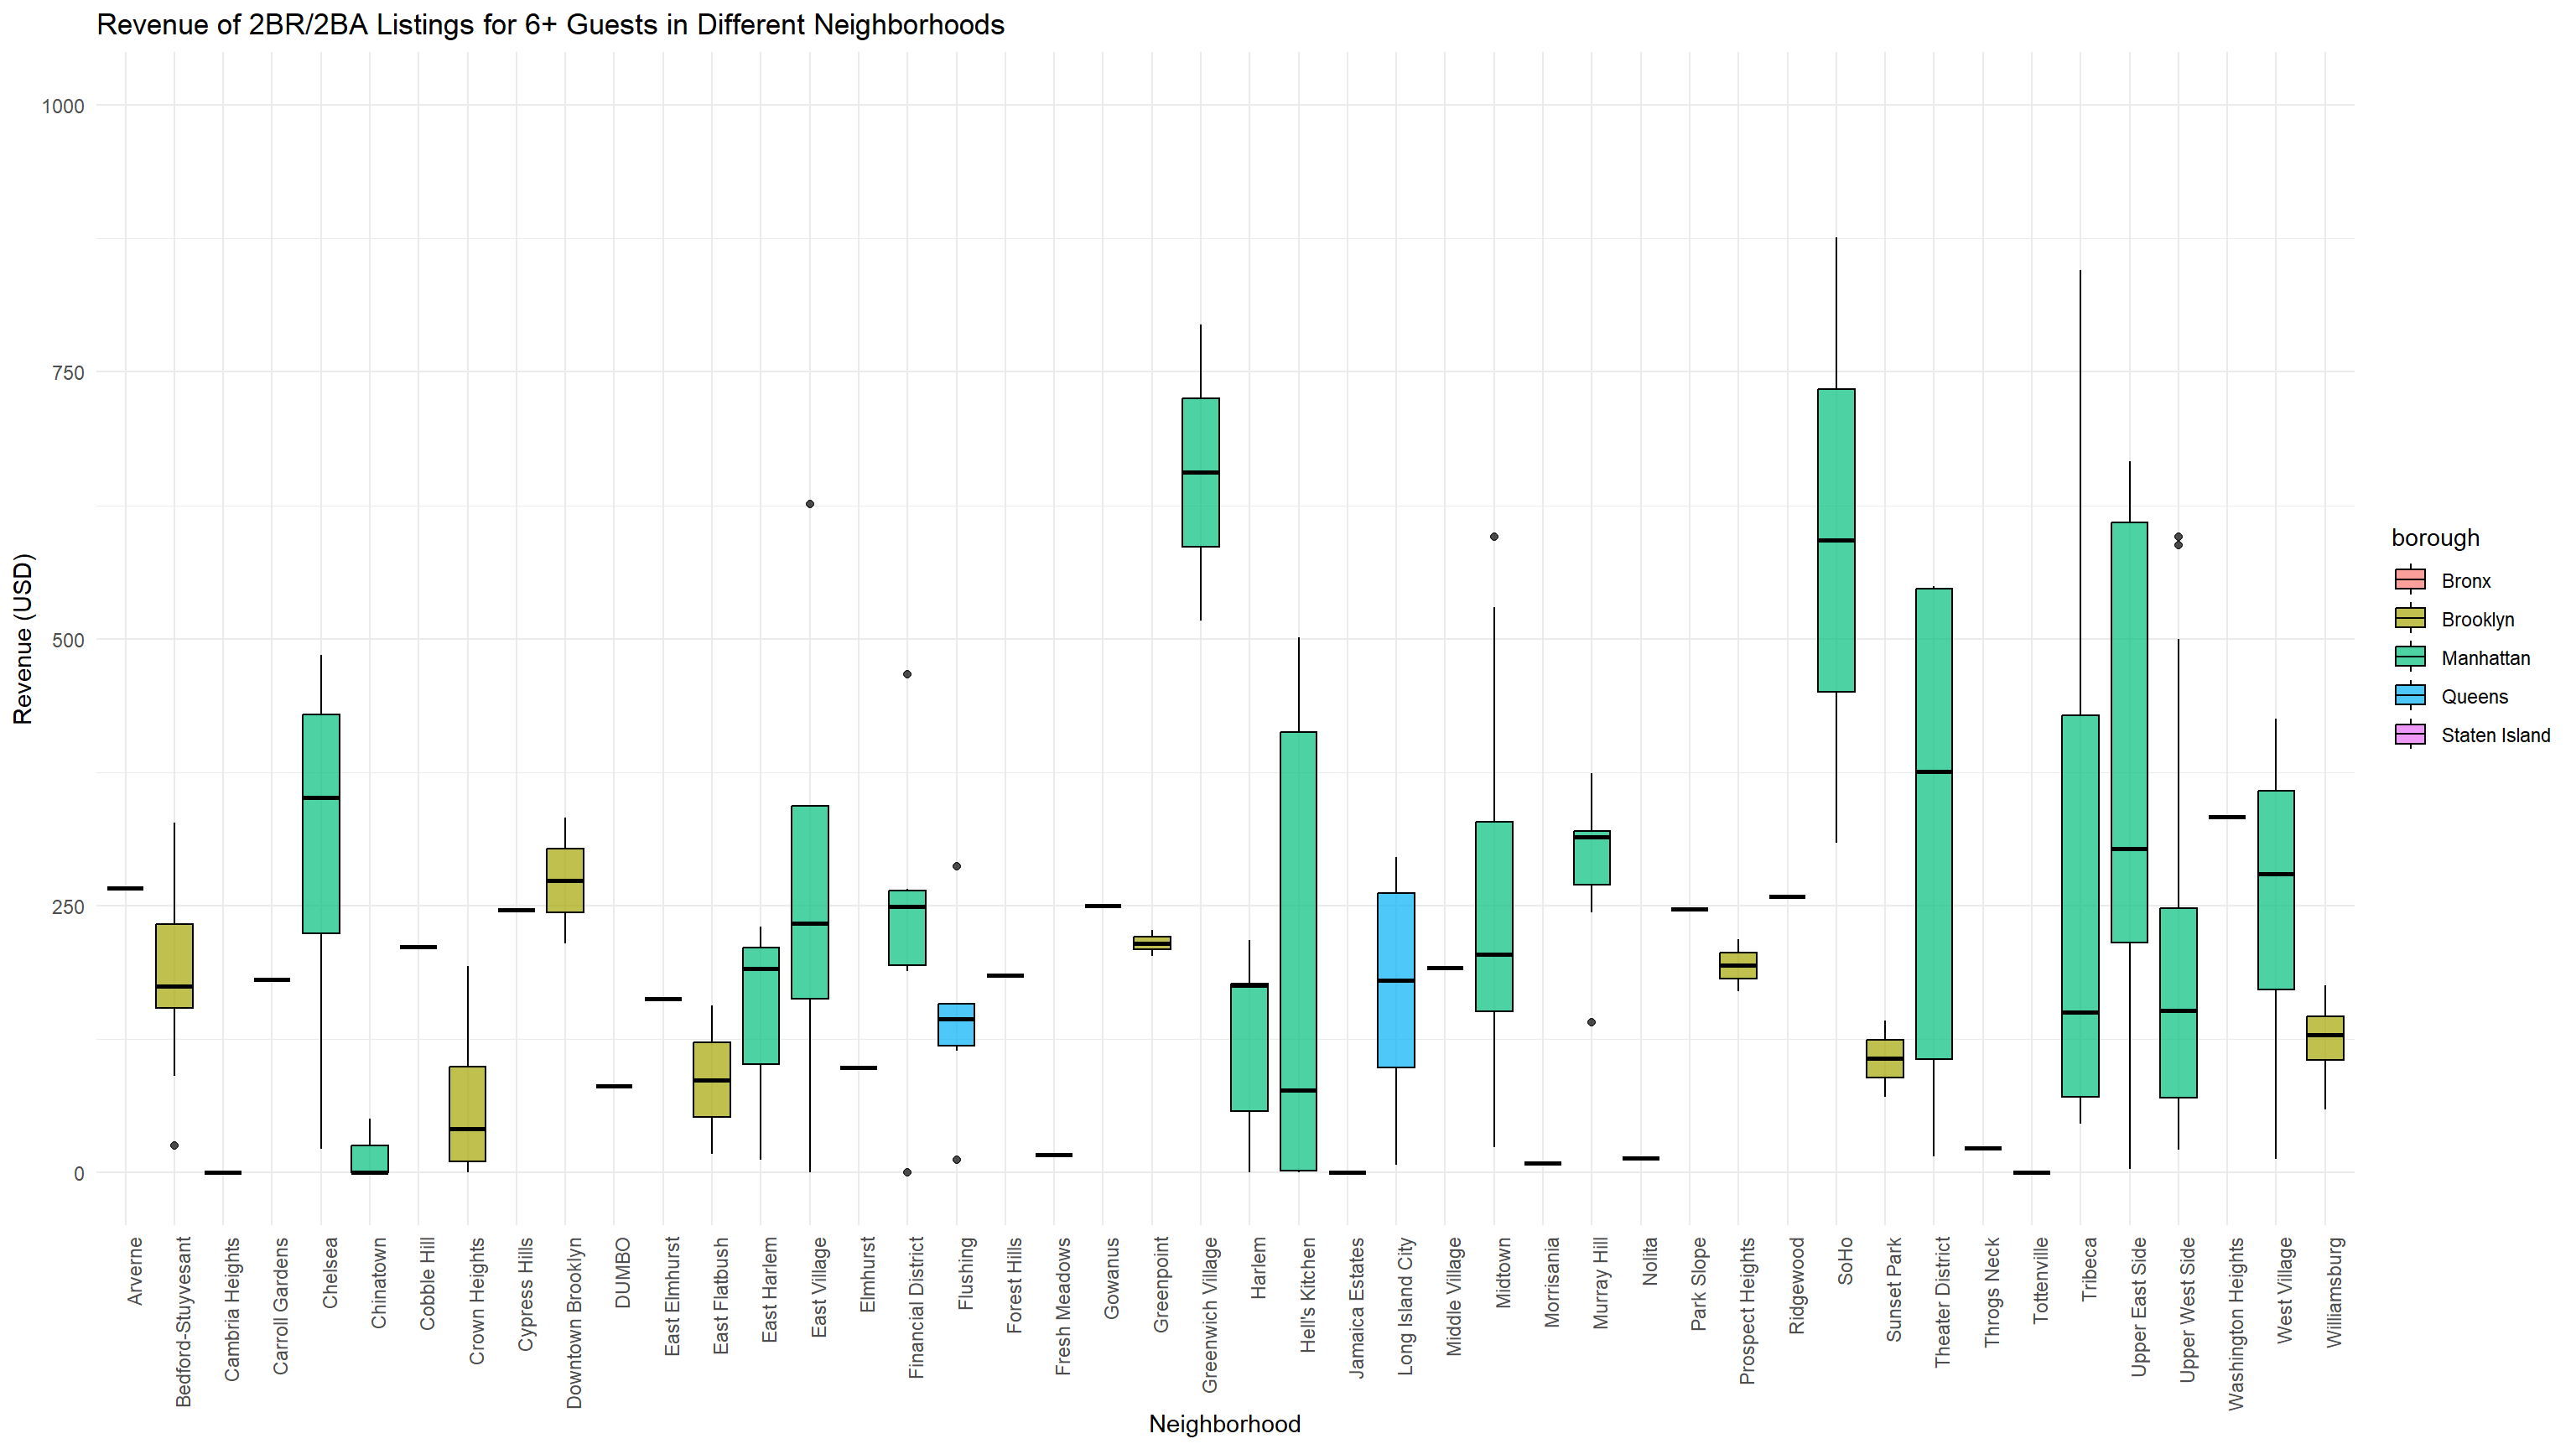 Revenue of 2BR/2BA Listings for 6+ Guests in Different Neighborhoods
1000
750
500
250
0
Revenue (USD)
Arverne
Bedford-Stuyvesant
Cambria Heights
Carroll Gardens
Chelsea
Chinatown
Cobble Hill
Crown Heights
Cypress Hills
Downtown Brooklyn
DUMBO
East Elmhurst
East Flatbush
East Harlem
East Village
Elmhurst
Financial District
Flushing
Forest Hills
Fresh Meadows
Gowanus
Greenpoint
Greenwich Village
Harlem
Hell's Kitchen
Jamaica Estates
Long Island City
Middle Village
Midtown
Morrisania
Murray Hill
Nolita
Park Slope
Prospect Heights
Ridgewood
SoHo
Sunset Park
Theater District
Throgs Neck
Tottenville
Tribeca
Upper East Side
Upper West Side
Washington Heights
West Village
Williamsburg
Neighborhood
borough
Bronx
Brooklyn
Manhattan
Queens
Staten Island